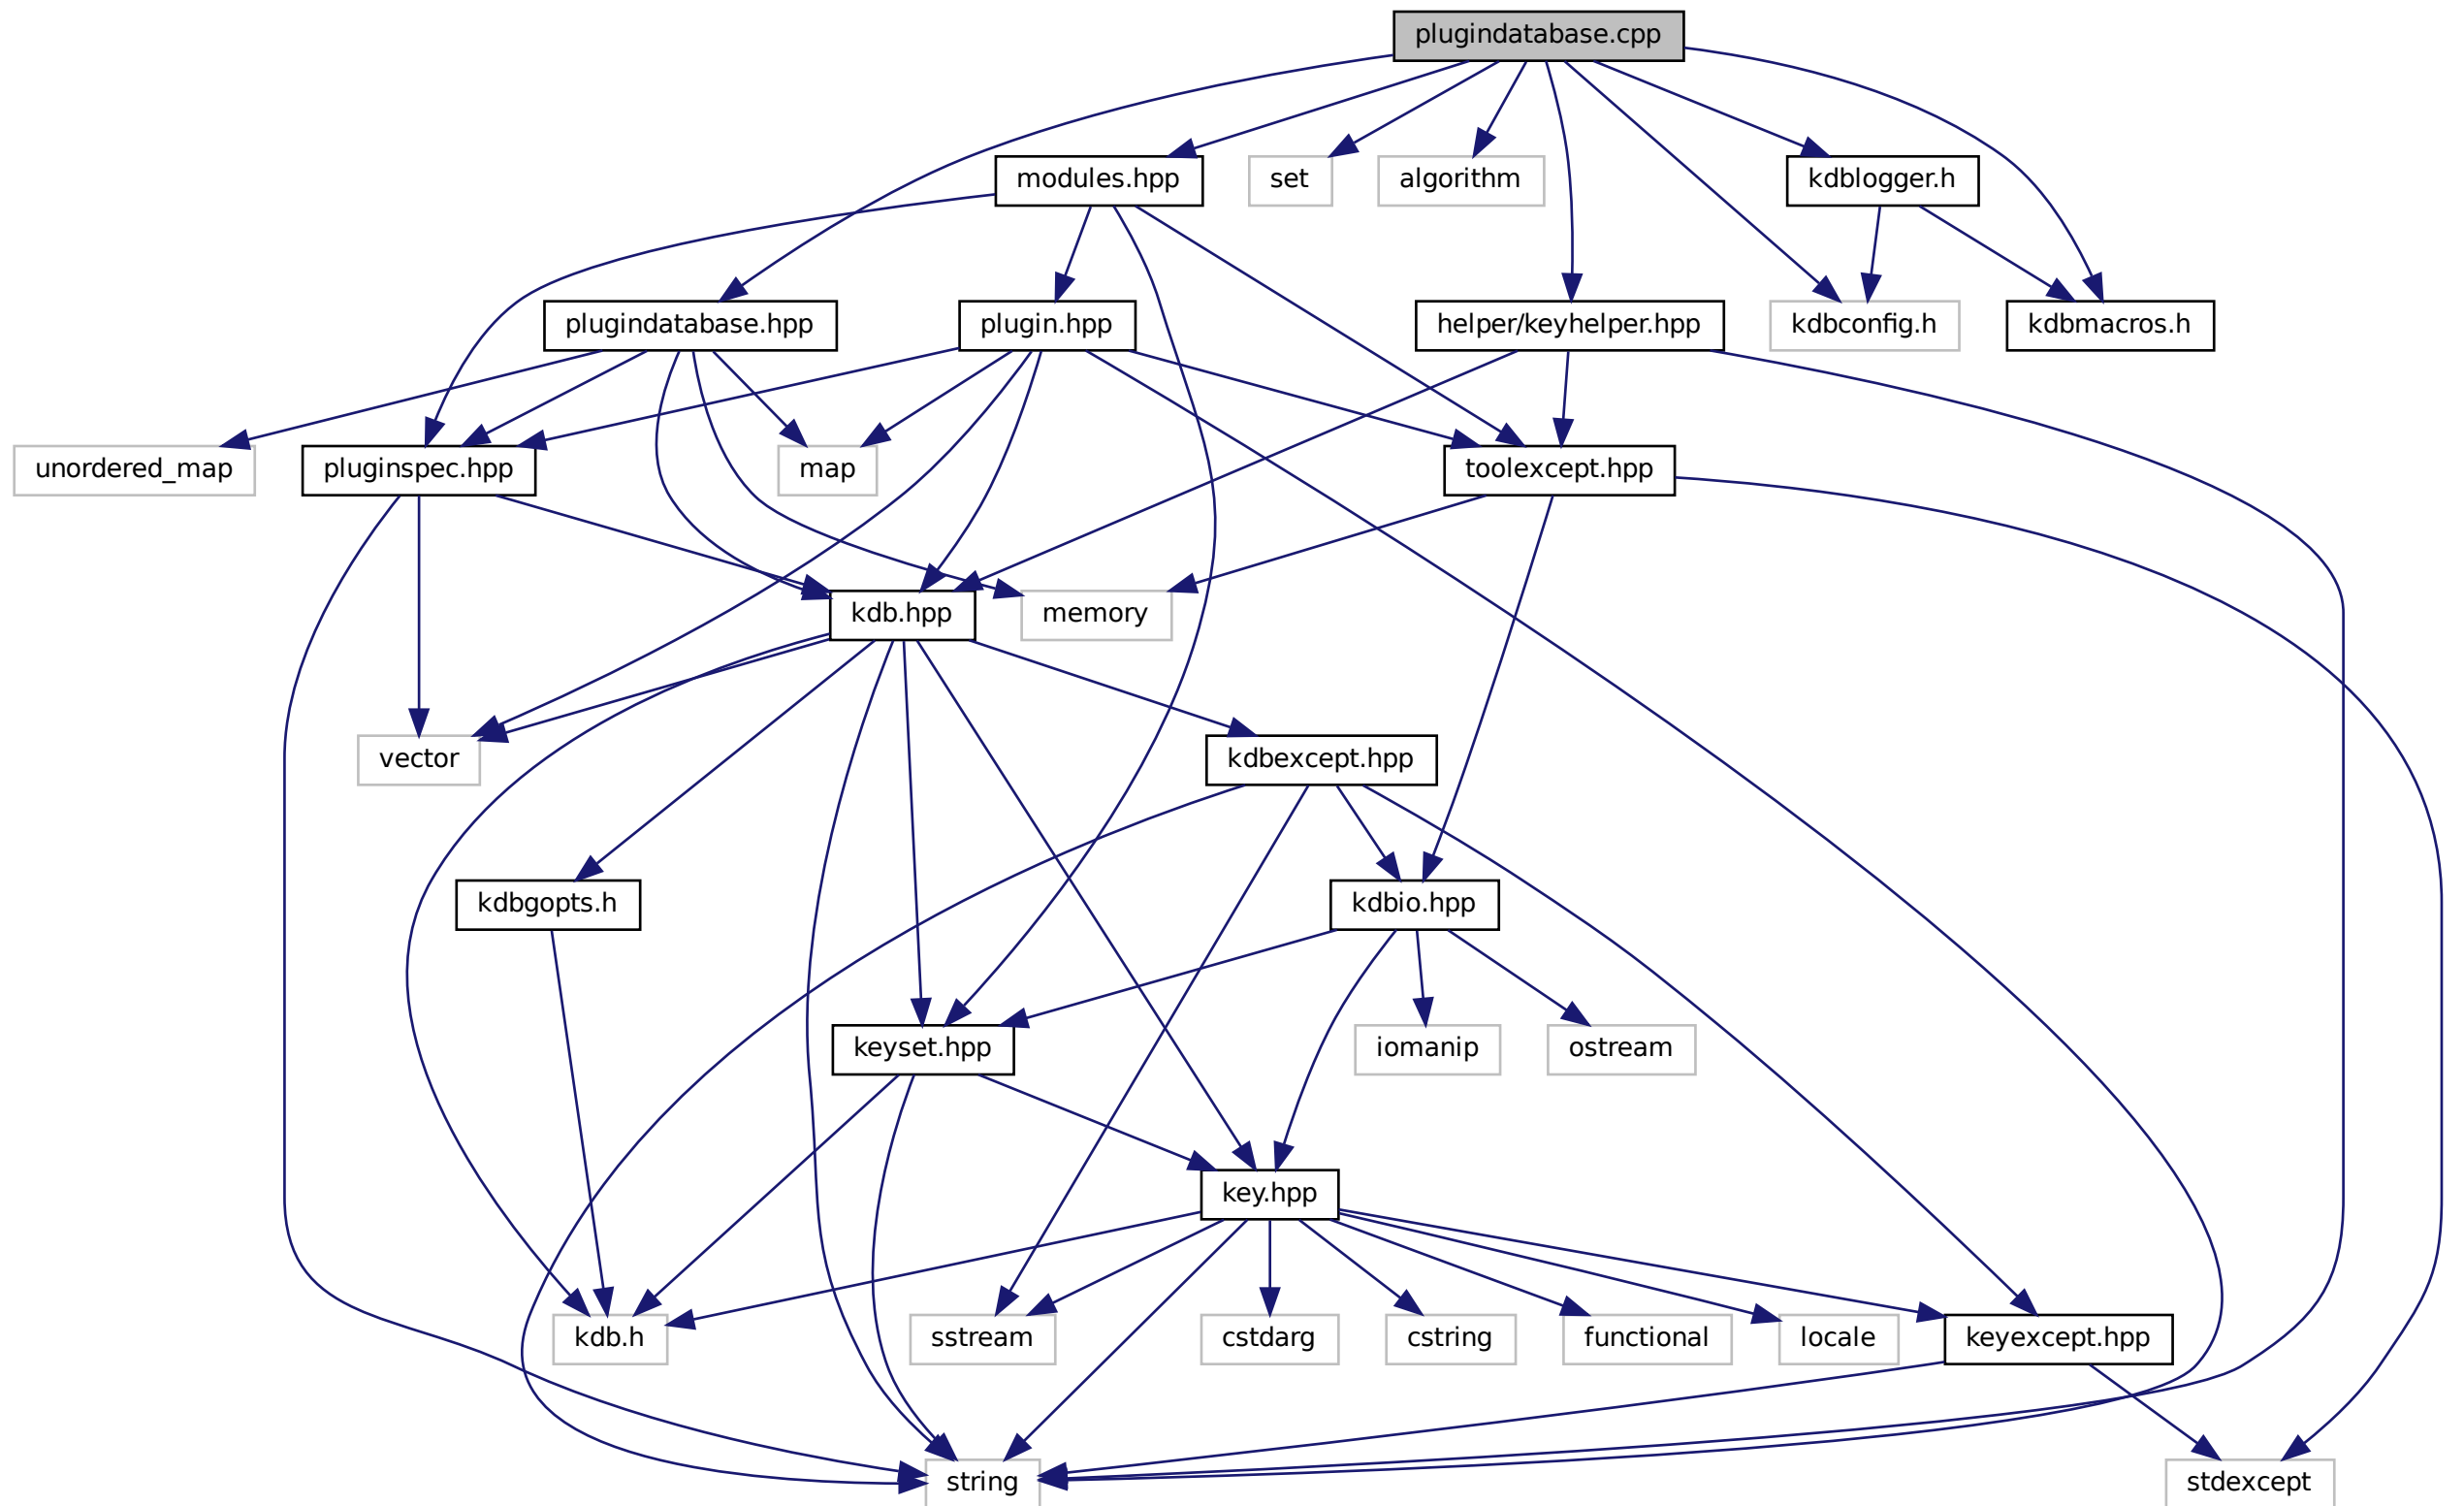 plugindatabase.cpp
modules.hpp
set
algorithm
kdblogger.h
plugindatabase.hpp
plugin.hpp
helper/keyhelper.hpp
kdbconfig.h
kdbmacros.h
unordered_map
pluginspec.hpp
map
toolexcept.hpp
kdb.hpp
memory
vector
kdbexcept.hpp
kdbgopts.h
kdbio.hpp
keyset.hpp
iomanip
ostream
key.hpp
kdb.h
sstream
cstdarg
cstring
functional
locale
keyexcept.hpp
string
stdexcept